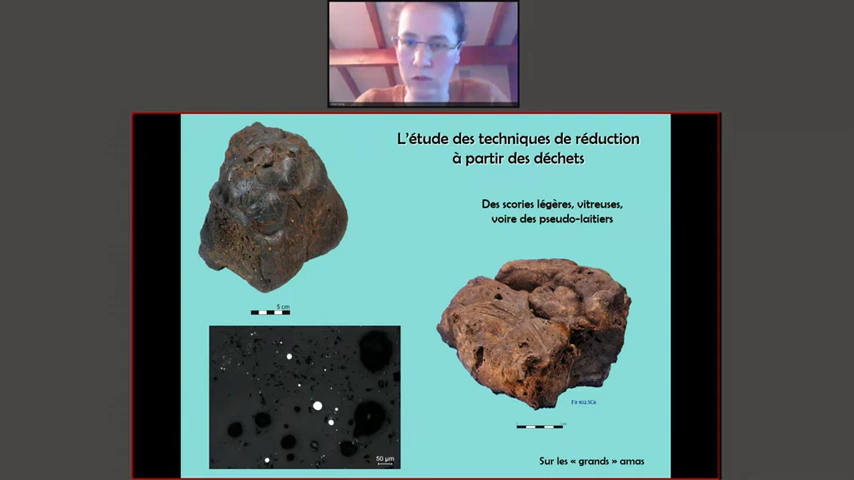 L'étude des techniques de réduction
à partir des déchets
Des scories légères, vitreuses,
voire des pseudo-laitiers
5 cm
50 µm
Sur les « grands » amas